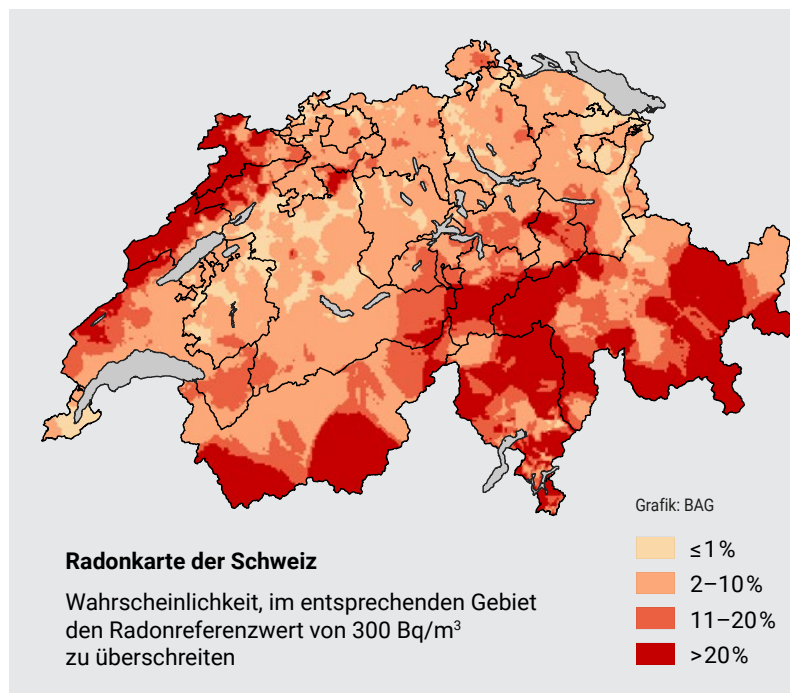 Grafik: BAG
≤1 %
2–10 %
11–20 %
>20 %
Radonkarte der Schweiz
Wahrscheinlichkeit, im entsprechenden Gebiet
den Radonreferenzwert von 300 Bq/m³
zu überschreiten